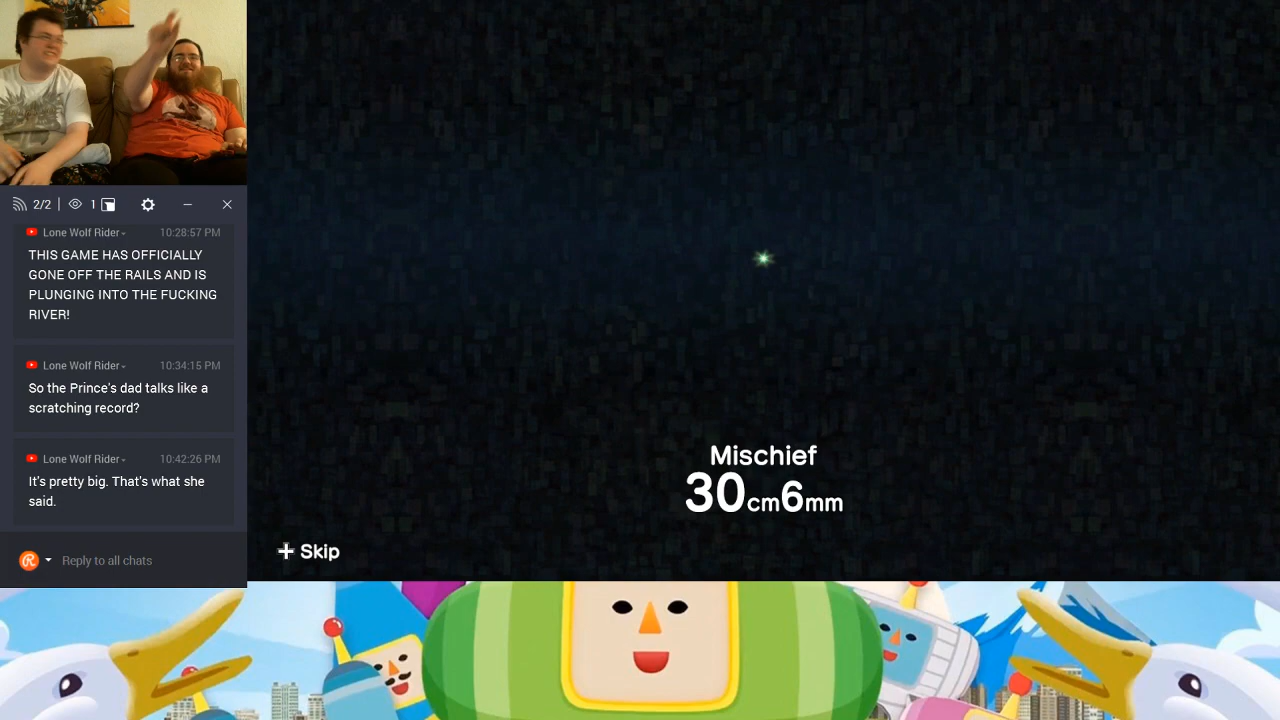 2/2 | 1
Lone Wolf Rider 10:28:57 PM
THIS GAME HAS OFFICIALLY
GONE OFF THE RAILS AND IS
PLUNGING INTO THE FUCKING
RIVER!
Lone Wolf Rider 10:34:15 PM
So the Prince's dad talks like a
scratching record?
Lone Wolf Rider 10:42:26 PM
It's pretty big. That's what she
said.
Reply to all chats
Mischief
30cm6mm
+ Skip